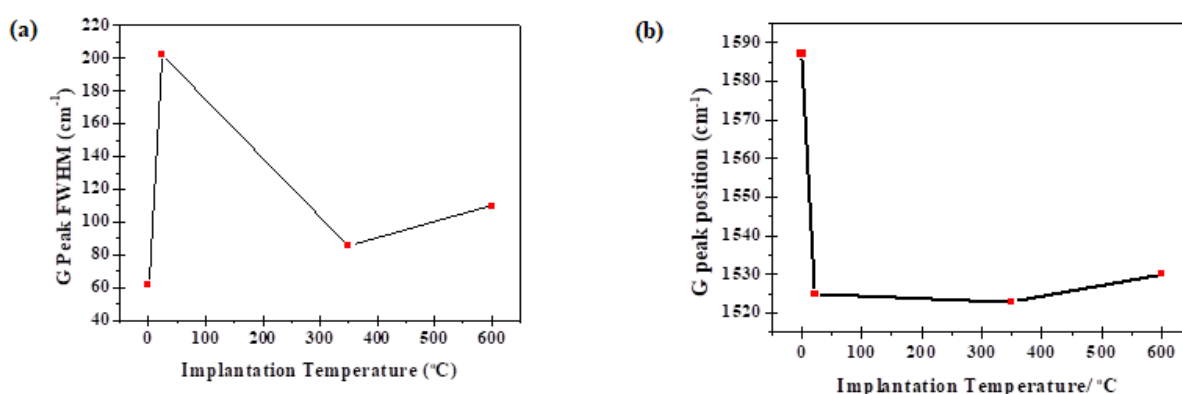 (a)
G Peak FWHM (cm-1)
220
200
180
160
140
120
100
80
60
40
0 100 200 300 400 500 600
Implantation Temperature (°C)
(b)
G peak position (cm-1)
1590
1580
1570
1560
1550
1540
1530
1520
0 100 200 300 400 500 600
Implantation Temperature/ °C